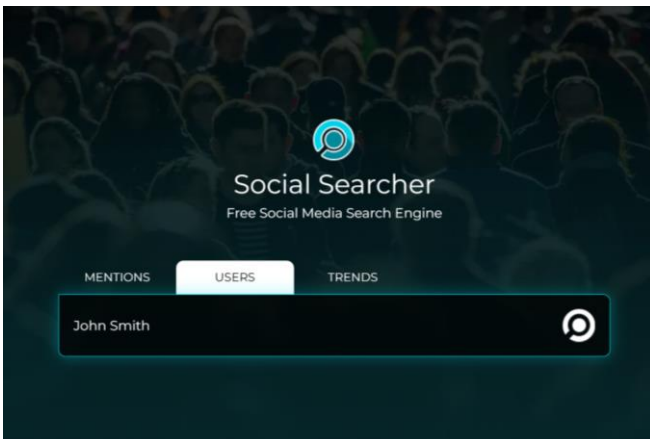 Social Searcher
Free Social Media Search Engine
MENTIONS USERS TRENDS
John Smith